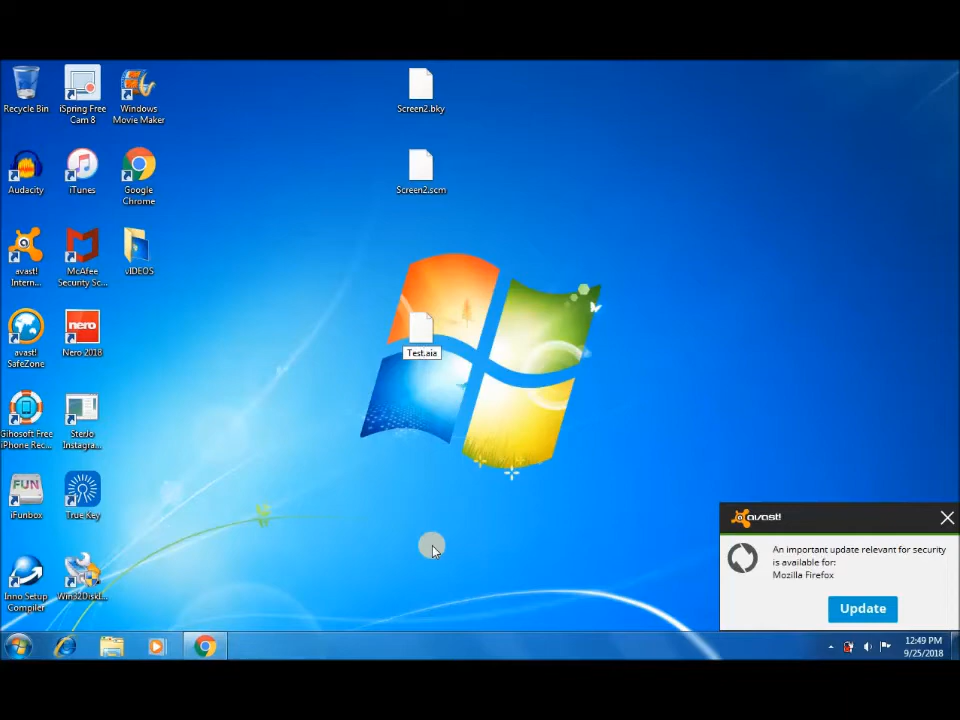 Recycle Bin
iSpring Free
Cam 8
Windows
Movie Maker
Screen2.bky
Audacity
iTunes
Google
Chrome
Screen2.scm
avast!
Intern...
McAfee
Security Sc...
vIDEOS
avast!
SafeZone
nero
Nero 2018
Test.aia
Gihosoft Free
iPhone Rec...
SterJo
Instagra...
FUN
iFunbox
True Key
Inno Setup
Compiler
Win32DiskI...
avast!
An important update relevant for security
is available for:
Mozilla Firefox
Update
12:49 PM
9/25/2018